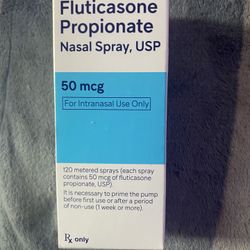 Fluticasone
Propionate
Nasal Spray, USP
50 mcg
For Intranasal Use Only
120 metered sprays (each spray
contains 50 mcg of fluticasone
propionate, USP).
It is necessary to prime the pump
before first use or after a period
of non-use (1 week or more).
Rx only